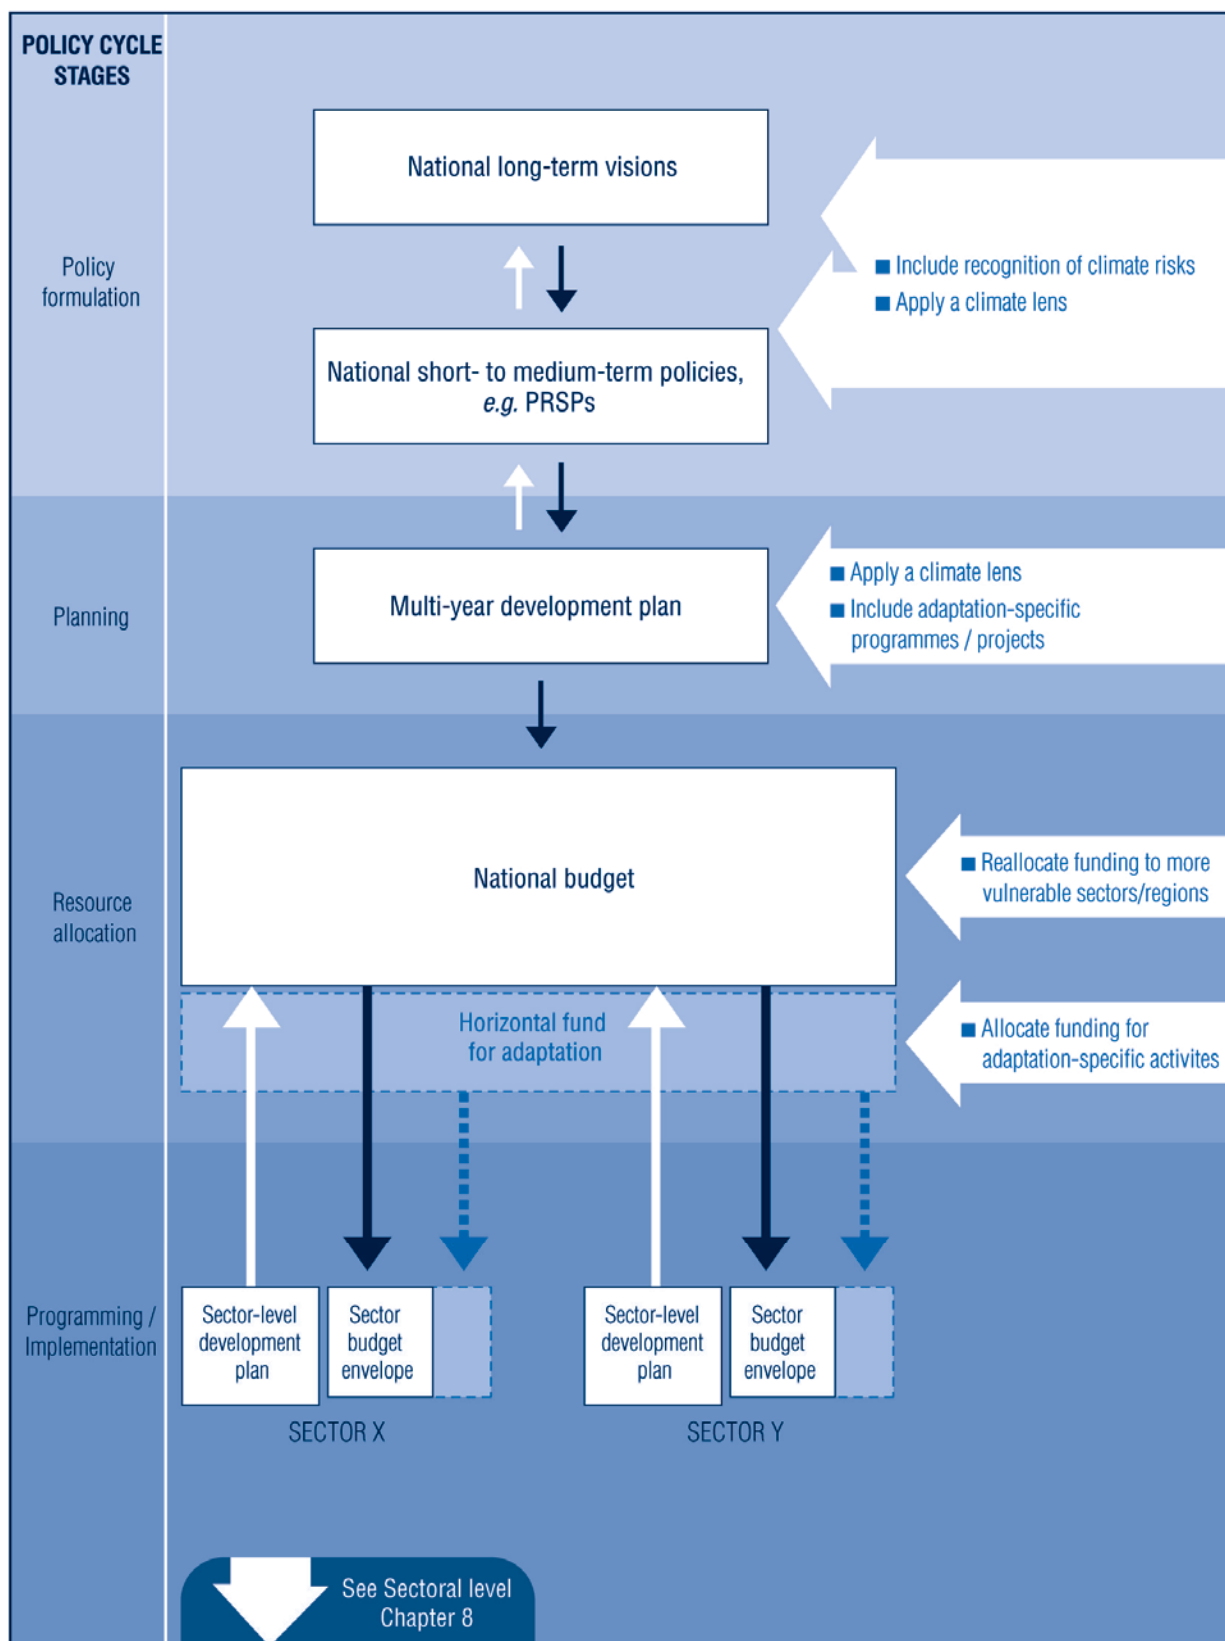 POLICY CYCLE
STAGES
National long-term visions
Policy
formulation
■ Include recognition of climate risks
■ Apply a climate lens
National short- to medium-term policies,
e.g. PRSPs
Planning
Multi-year development plan
■ Apply a climate lens
■ Include adaptation-specific
programmes / projects
Resource
allocation
National budget
■ Reallocate funding to more
vulnerable sectors/regions
Horizontal fund
for adaptation
■ Allocate funding for
adaptation-specific activites
Programming /
Implementation
Sector-level
development
plan
Sector
budget
envelope
SECTOR X
Sector-level
development
plan
Sector
budget
envelope
SECTOR Y
See Sectoral level
Chapter 8